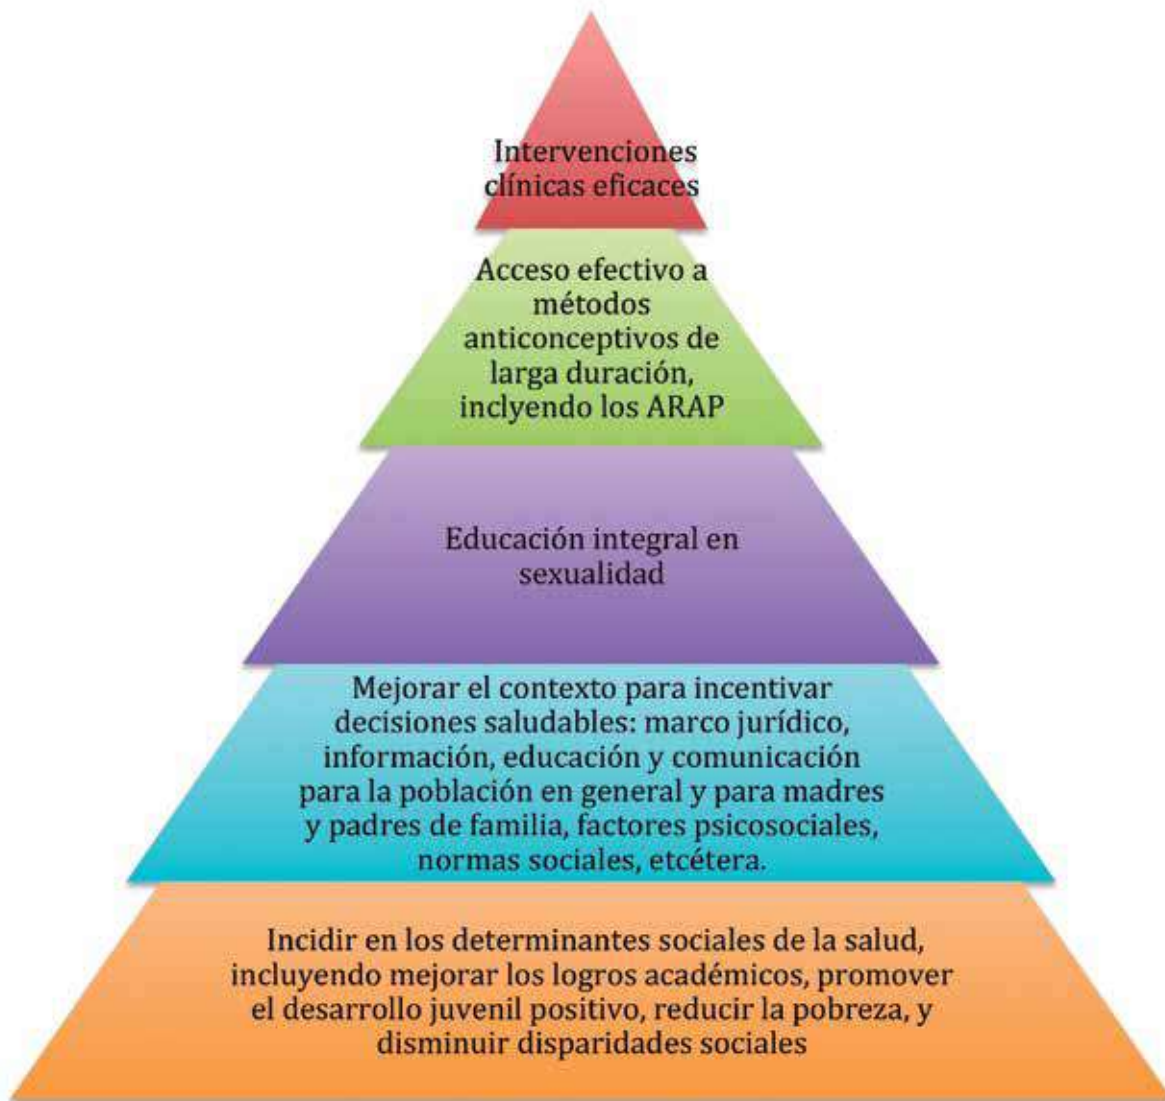 Intervenciones
clínicas eficaces
Acceso efectivo a
métodos
anticonceptivos de
larga duración,
inclyendo los ARAP
Educación integral en
sexualidad
Mejorar el contexto para incentivar
decisiones saludables: marco jurídico,
información, educación y comunicación
para la población en general y para madres
y padres de familia, factores psicosociales,
normas sociales, etcétera.
Incidir en los determinantes sociales de la salud,
incluyendo mejorar los logros académicos, promover
el desarrollo juvenil positivo, reducir la pobreza, y
disminuir disparidades sociales